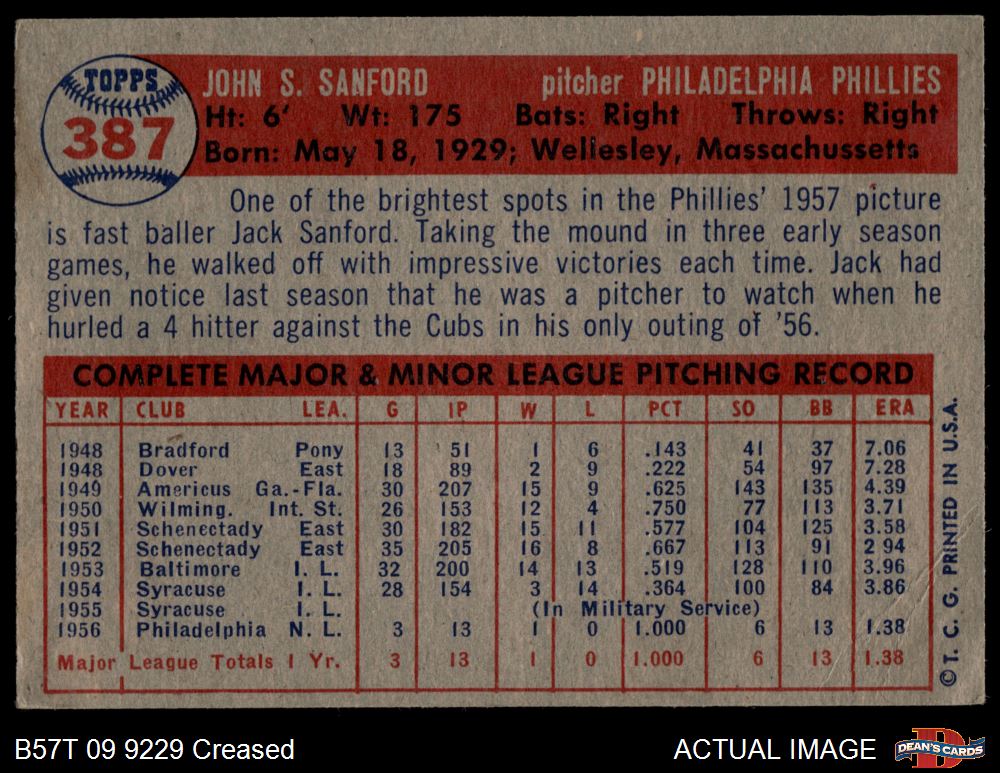 TOPPS
387
JOHN S. SANFORD pitcher PHILADELPHIA PHILLIES
Ht: 6' Wt: 175 Bats: Right Throws: Right
Born: May 18, 1929; Wellesley, Massachussetts
One of the brightest spots in the Phillies' 1957 picture
is fast baller Jack Sanford. Taking the mound in three early season
games, he walked off with impressive victories each time. Jack had
given notice last season that he was a pitcher to watch when he
hurled a 4 hitter against the Cubs in his only outing of '56.
COMPLETE MAJOR & MINOR LEAGUE PITCHING RECORD
YEAR CLUB LEA. G IP W L PCT SO BB ERA
1948 Bradford Pony 13 51 1 6 .143 41 37 7.06
1948 Dover East 18 89 2 9 .222 54 97 7.28
1949 Americus Ga.-Fla. 30 207 15 9 .625 143 135 4.39
1950 Wilming. Int. St. 26 153 12 4 .750 77 113 3.71
1951 Schenectady East 30 182 15 11 .577 104 125 3.58
1952 Schenectady East 35 205 16 8 .667 113 91 2 94
1953 Baltimore I. L. 32 200 14 13 .519 128 110 3.96
1954 Syracuse I. L. 28 154 3 14 .364 100 84 3.86
1955 Syracuse I. L. (In Military Service)
1956 Philadelphia N. L. 3 13 1 0 1.000 6 13 1.38
Major League Totals 1 Yr. 3 13 1 0 1.000 6 13 1.38
©T. C. G. PRINTED IN U.S.A.
B57T 09 9229 Creased
ACTUAL IMAGE
DEAN'S CARDS